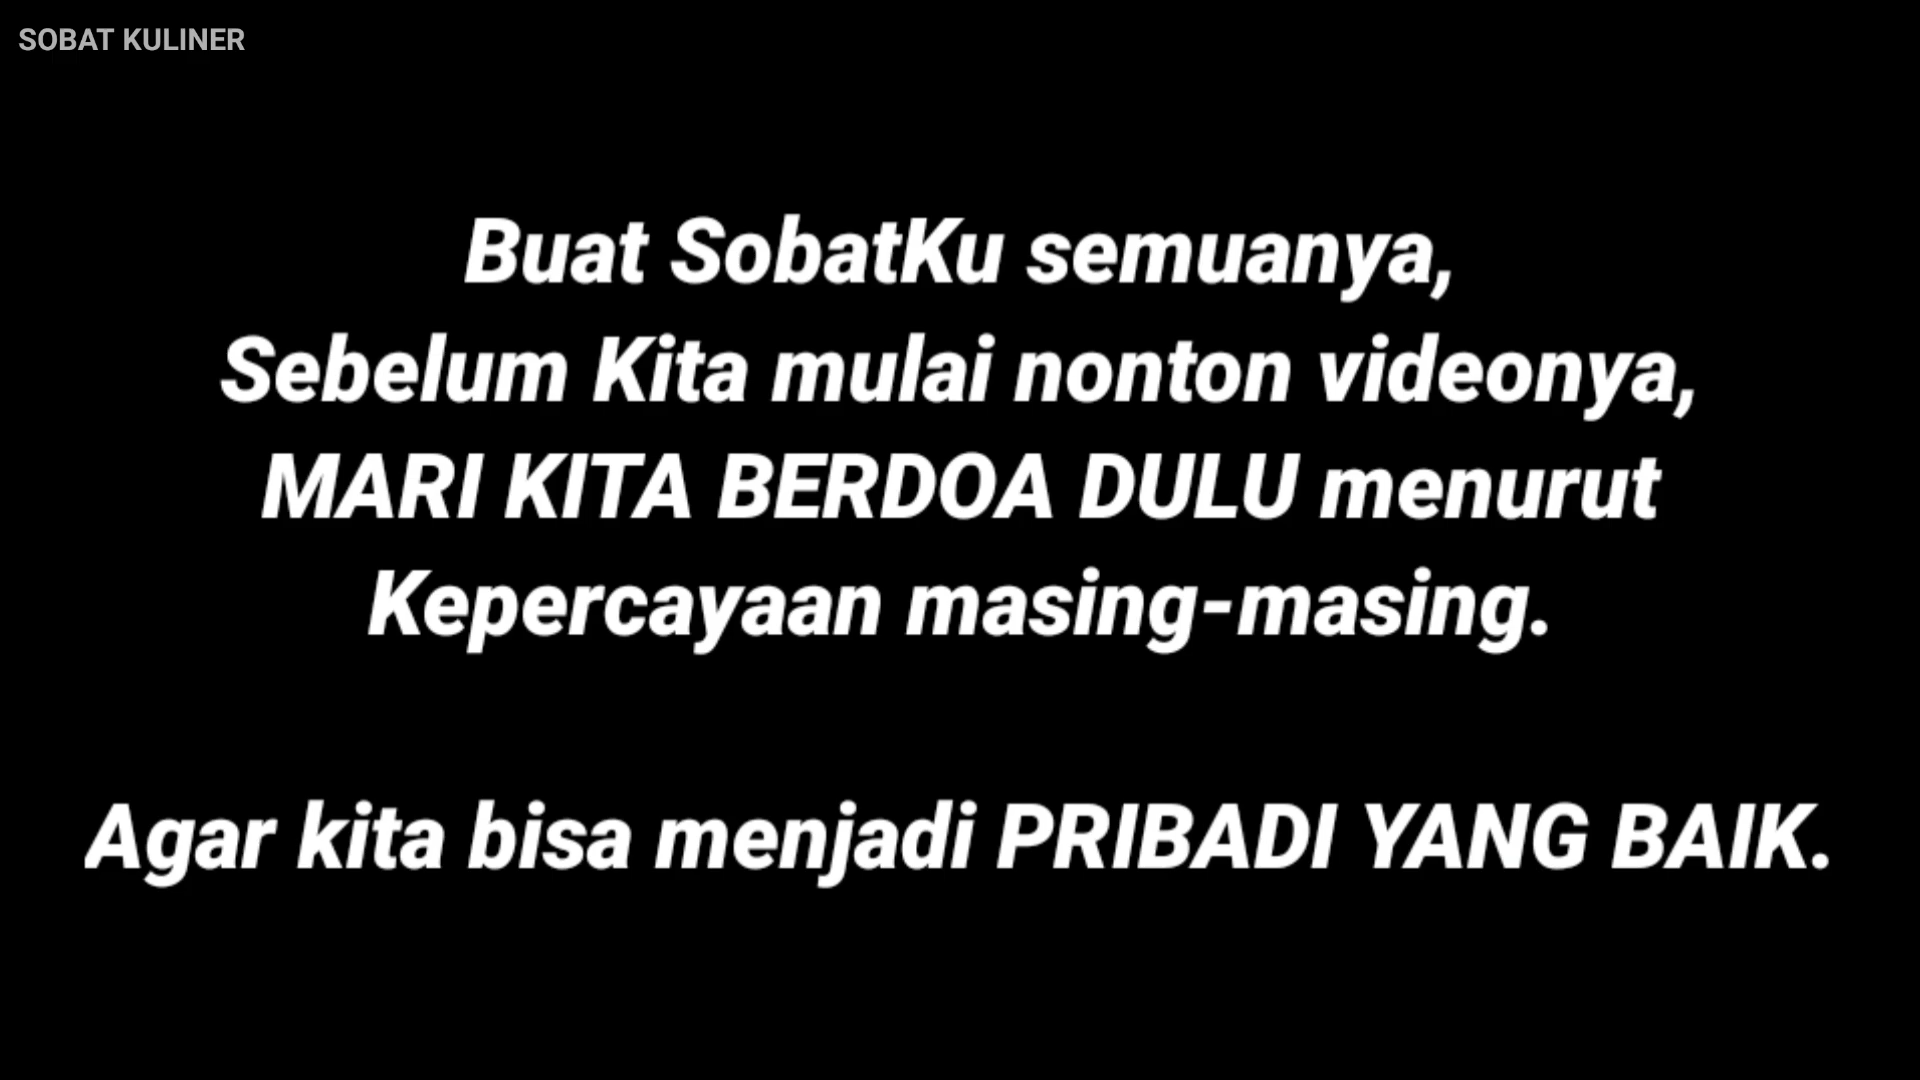 SOBAT KULINER
Buat SobatKu semuanya,
Sebelum Kita mulai nonton videonya,
MARI KITA BERDOA DULU menurut
Kepercayaan masing-masing.
Agar kita bisa menjadi PRIBADI YANG BAIK.